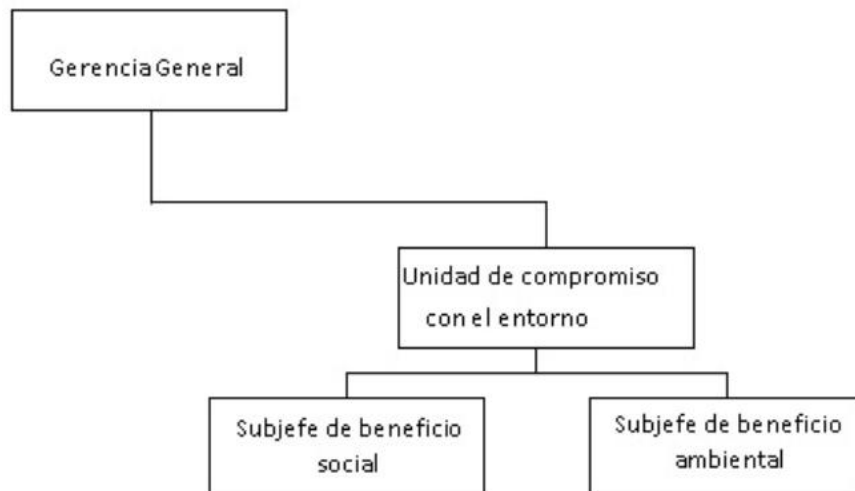 Gerencia General
Unidad de compromiso
con el entorno
Subjefe de beneficio
social
Subjefe de beneficio
ambiental